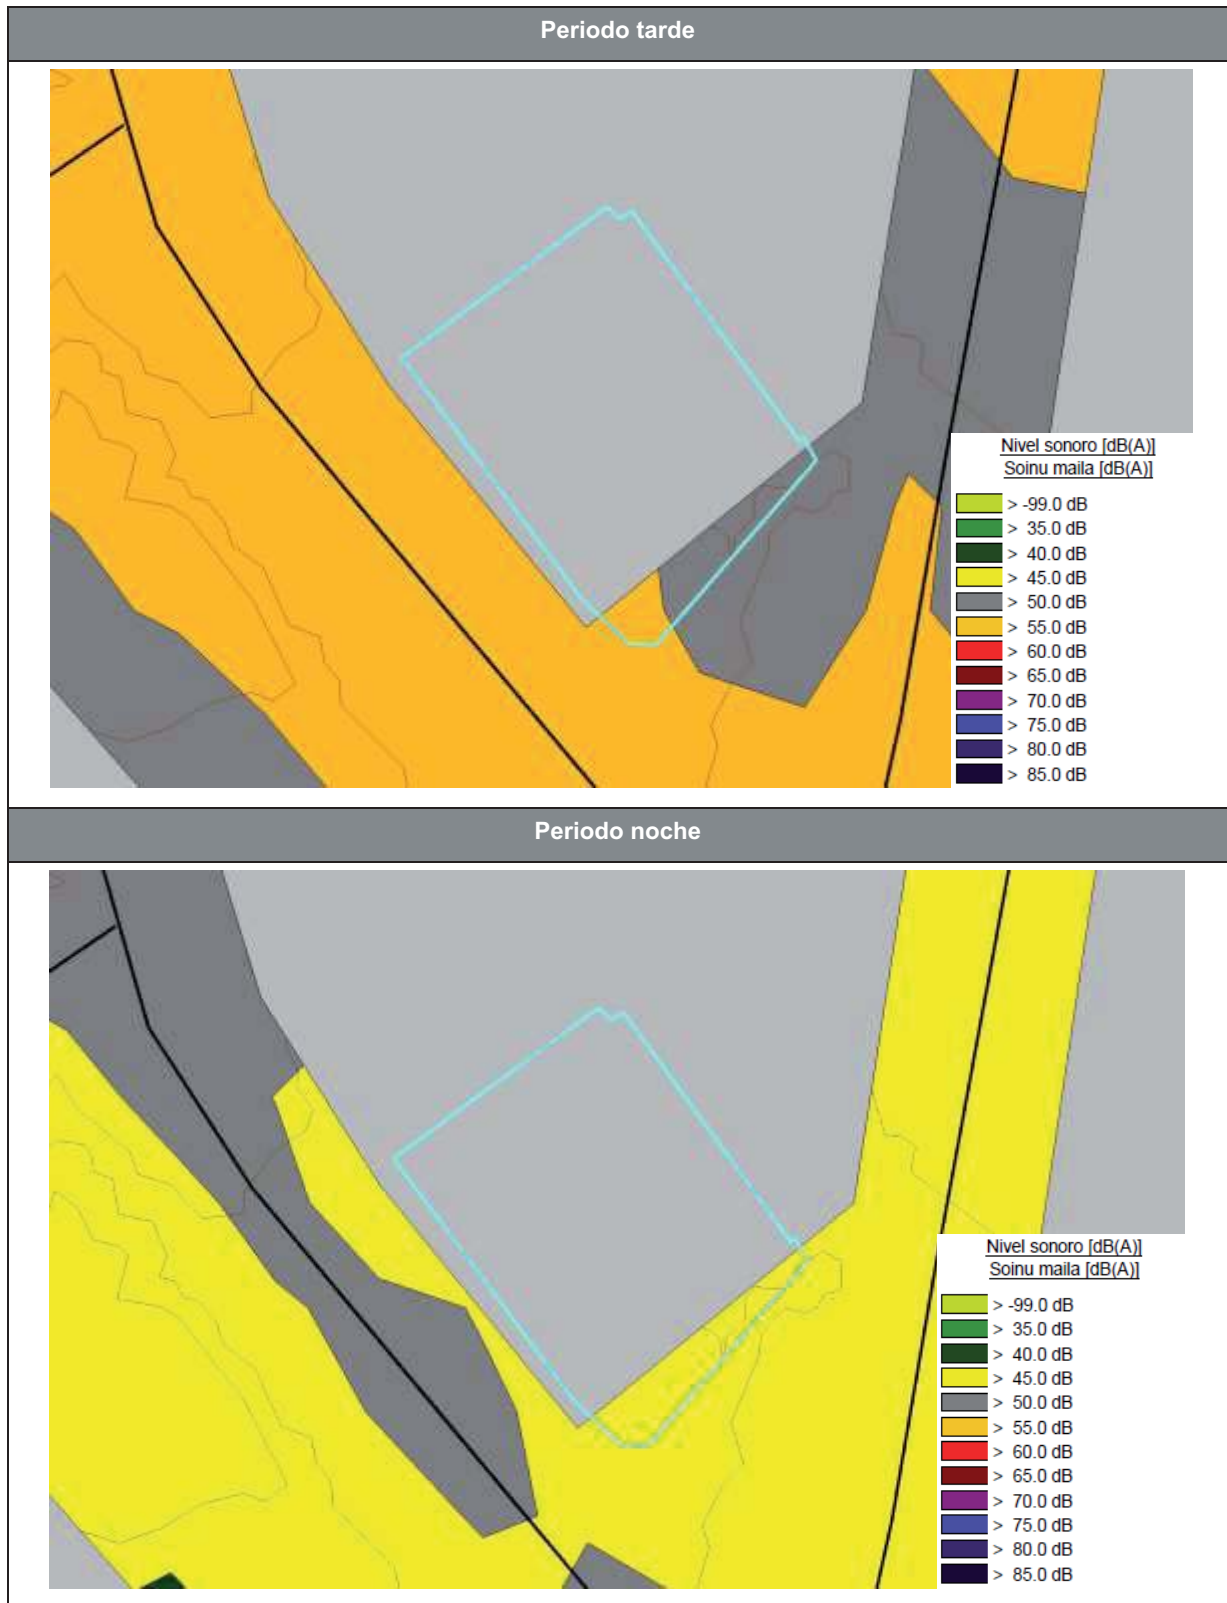 Periodo tarde
Nivel sonoro [dB(A)]
Soinu maila [dB(A)]
> -99.0 dB
> 35.0 dB
> 40.0 dB
> 45.0 dB
> 50.0 dB
> 55.0 dB
> 60.0 dB
> 65.0 dB
> 70.0 dB
> 75.0 dB
> 80.0 dB
> 85.0 dB
Periodo noche
Nivel sonoro [dB(A)]
Soinu maila [dB(A)]
> -99.0 dB
> 35.0 dB
> 40.0 dB
> 45.0 dB
> 50.0 dB
> 55.0 dB
> 60.0 dB
> 65.0 dB
> 70.0 dB
> 75.0 dB
> 80.0 dB
> 85.0 dB